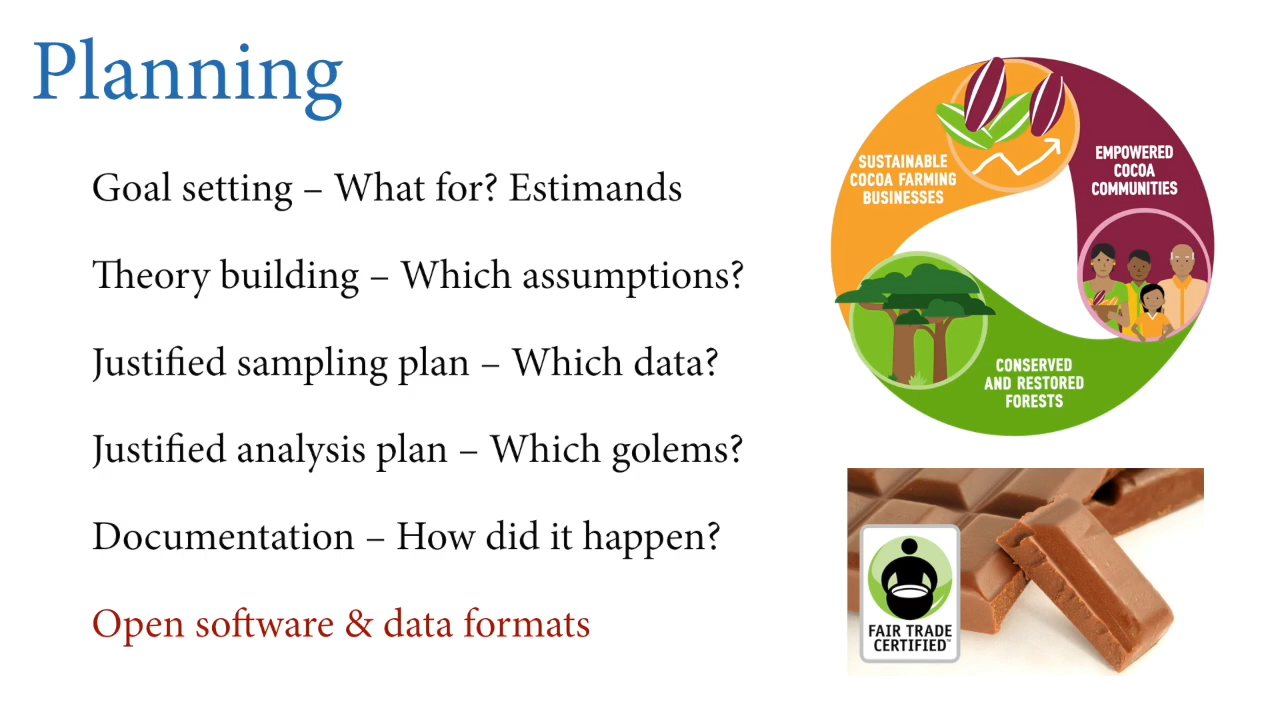 Planning
Goal setting – What for? Estimands
Theory building – Which assumptions?
Justified sampling plan – Which data?
Justified analysis plan – Which golems?
Documentation – How did it happen?
Open software & data formats
SUSTAINABLE
COCOA FARMING
BUSINESSES
EMPOWERED
COCOA
COMMUNITIES
CONSERVED
AND RESTORED
FORESTS
FAIR TRADE
CERTIFIED™